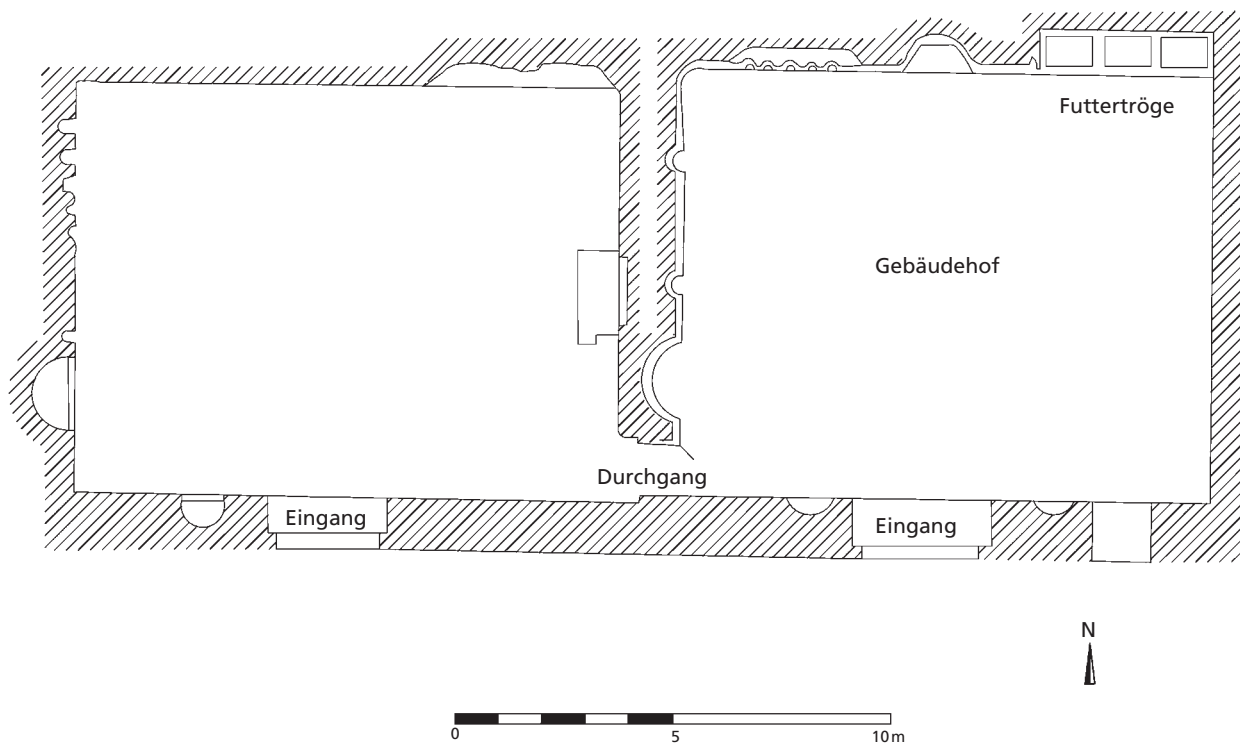 Futtertröge
Gebäudehof
Durchgang
Eingang
Eingang
N
0
5
10 m